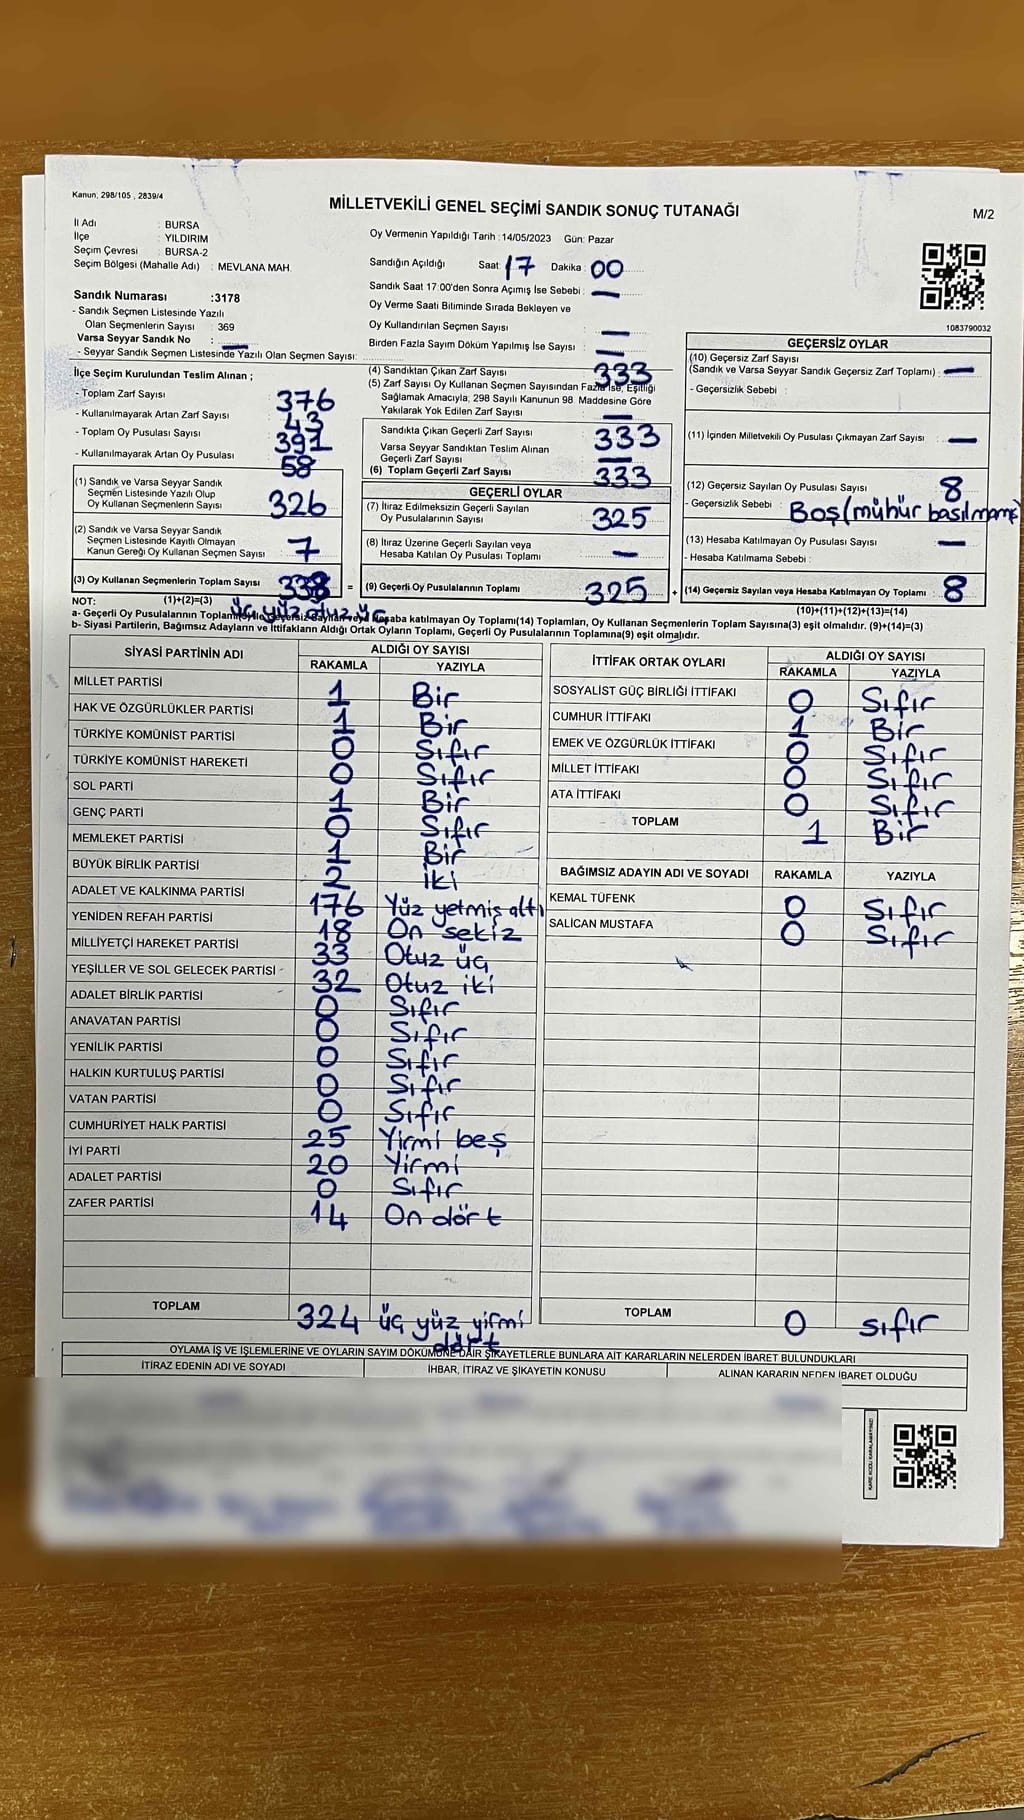 Kanun, 298/105 , 2839/4
MİLLETVEKİLİ GENEL SEÇİMİ SANDIK SONUÇ TUTANAĞI
M/2
İl Adı : BURSA
İlçe : YILDIRIM
Seçim Çevresi : BURSA-2
Seçim Bölgesi (Mahalle Adı) : MEVLANA MAH.
Sandık Numarası :3178
- Sandık Seçmen Listesinde Yazılı
Olan Seçmenlerin Sayısı : 369
Varsa Seyyar Sandık No : —
- Seyyar Sandık Seçmen Listesinde Yazılı Olan Seçmen Sayısı:
Oy Vermenin Yapıldığı Tarih :14/05/2023 Gün: Pazar
Sandığın Açıldığı Saat: 17 Dakika : 00
Sandık Saat 17:00'den Sonra Açımış İse Sebebi : —
Oy Verme Saati Bitiminde Sırada Bekleyen ve
Oy Kullandırılan Seçmen Sayısı : —
Birden Fazla Sayım Döküm Yapılmış İse Sayısı : —
1083790032
İlçe Seçim Kurulundan Teslim Alınan ;
- Toplam Zarf Sayısı : 376
- Kullanılmayarak Artan Zarf Sayısı : 43
- Toplam Oy Pusulası Sayısı : 391
- Kullanılmayarak Artan Oy Pusulası : 58
(1) Sandık ve Varsa Seyyar Sandık
Seçmen Listesinde Yazılı Olup
Oy Kullanan Seçmenlerin Sayısı : 326
(2) Sandık ve Varsa Seyyar Sandık
Seçmen Listesinde Kayıtlı Olmayan
Kanun Gereği Oy Kullanan Seçmen Sayısı : 7
(3) Oy Kullanan Seçmenlerin Toplam Sayısı : 333 =
(1)+(2)=(3)
üç yüz otuz üç
(4) Sandıktan Çıkan Zarf Sayısı : 333
(5) Zarf Sayısı Oy Kullanan Seçmen Sayısından Fazla İse, Eşitliği
Sağlamak Amacıyla; 298 Sayılı Kanunun 98. Maddesine Göre
Yakılarak Yok Edilen Zarf Sayısı : —
Sandıkta Çıkan Geçerli Zarf Sayısı : 333
Varsa Seyyar Sandıktan Teslim Alınan
Geçerli Zarf Sayısı : —
(6) Toplam Geçerli Zarf Sayısı : 333
GEÇERLİ OYLAR
(7) İtiraz Edilmeksizin Geçerli Sayılan
Oy Pusulalarının Sayısı : 325
(8) İtiraz Üzerine Geçerli Sayılan veya
Hesaba Katılan Oy Pusulası Toplamı : —
(9) Geçerli Oy Pusulalarının Toplamı : 325 +
GEÇERSİZ OYLAR
(10) Geçersiz Zarf Sayısı
(Sandık ve Varsa Seyyar Sandık Geçersiz Zarf Toplamı) : —
- Geçersizlik Sebebi :
(11) İçinden Milletvekili Oy Pusulası Çıkmayan Zarf Sayısı : —
(12) Geçersiz Sayılan Oy Pusulası Sayısı : 8
- Geçersizlik Sebebi : Boş (mühür basılmamış
(13) Hesaba Katılmayan Oy Pusulası Sayısı : —
- Hesaba Katılmama Sebebi :
(14) Geçersiz Sayılan veya Hesaba Katılmayan Oy Toplamı : 8
(10)+(11)+(12)+(13)=(14)
NOT:
a- Geçerli Oy Pusulalarının Toplamı(9) ile Geçersiz Sayılan veya Hesaba katılmayan Oy Toplamı(14) Toplamları, Oy Kullanan Seçmenlerin Toplam Sayısına(3) eşit olmalıdır. (9)+(14)=(3)
b- Siyasi Partilerin, Bağımsız Adayların ve İttifakların Aldığı Ortak Oyların Toplamı, Geçerli Oy Pusulalarının Toplamına(9) eşit olmalıdır.
SİYASİ PARTİNİN ADI ALDIĞI OY SAYISI
RAKAMLA YAZIYLA
MİLLET PARTİSİ 1 Bir
HAK VE ÖZGÜRLÜKLER PARTİSİ 1 Bir
TÜRKİYE KOMÜNİST PARTİSİ 0 Sıfır
TÜRKİYE KOMÜNİST HAREKETİ 0 Sıfır
SOL PARTİ 1 Bir
GENÇ PARTİ 0 Sıfır
MEMLEKET PARTİSİ 1 Bir
BÜYÜK BİRLİK PARTİSİ 2 iki
ADALET VE KALKINMA PARTİSİ 176 Yüz yetmiş altı
YENİDEN REFAH PARTİSİ 18 On sekiz
MİLLİYETÇİ HAREKET PARTİSİ 33 Otuz üç
YEŞİLLER VE SOL GELECEK PARTİSİ 32 Otuz iki
ADALET BİRLİK PARTİSİ 0 Sıfır
ANAVATAN PARTİSİ 0 Sıfır
YENİLİK PARTİSİ 0 Sıfır
HALKIN KURTULUŞ PARTİSİ 0 Sıfır
VATAN PARTİSİ 0 Sıfır
CUMHURİYET HALK PARTİSİ 25 Yirmi beş
İYİ PARTİ 20 Yirmi
ADALET PARTİSİ 0 Sıfır
ZAFER PARTİSİ 14 On dört
TOPLAM 324 üç yüz yirmi
dört
İTTİFAK ORTAK OYLARI ALDIĞI OY SAYISI
RAKAMLA YAZIYLA
SOSYALİST GÜÇ BİRLİĞİ İTTİFAKI 0 Sıfır
CUMHUR İTTİFAKI 1 Bir
EMEK VE ÖZGÜRLÜK İTTİFAKI 0 Sıfır
MİLLET İTTİFAKI 0 Sıfır
ATA İTTİFAKI 0 Sıfır
TOPLAM 1 Bir
BAĞIMSIZ ADAYIN ADI VE SOYADI RAKAMLA YAZIYLA
KEMAL TÜFENK 0 Sıfır
SALİCAN MUSTAFA 0 Sıfır
TOPLAM 0 sıfır
OYLAMA İŞ VE İŞLEMLERİNE VE OYLARIN SAYIM DÖKÜMÜNE DAİR ŞİKAYETLERLE BUNLARA AİT KARARLARIN NELERDEN İBARET BULUNDUKLARI
İTİRAZ EDENİN ADI VE SOYADI
İHBAR, İTİRAZ VE ŞİKAYETİN KONUSU
ALINAN KARARIN NEDEN İBARET OLDUĞU
KARE KODU KARALAMAYINIZ!